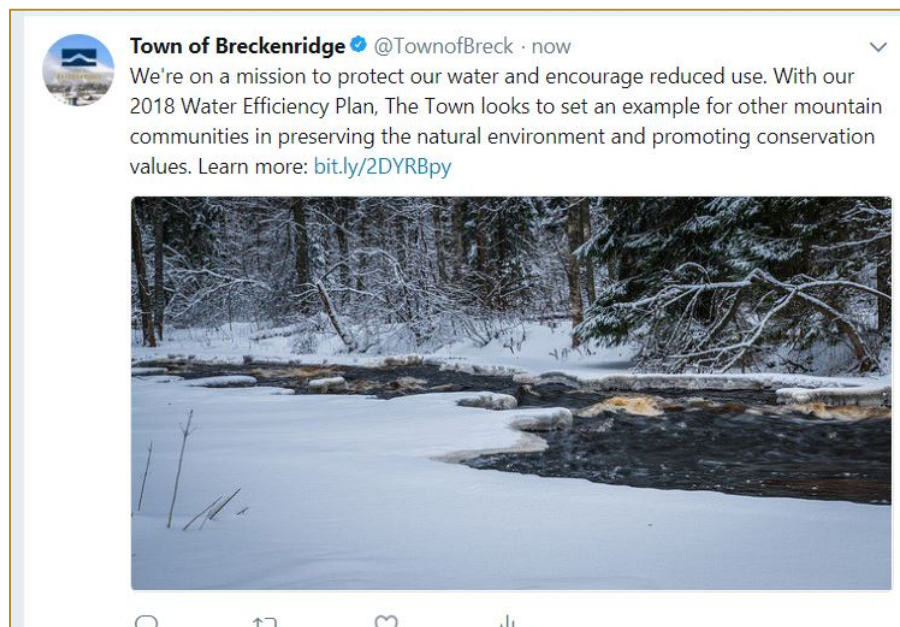 Town of Breckenridge @TownofBreck · now
We're on a mission to protect our water and encourage reduced use. With our
2018 Water Efficiency Plan, The Town looks to set an example for other mountain
communities in preserving the natural environment and promoting conservation
values. Learn more: bit.ly/2DYRBpy